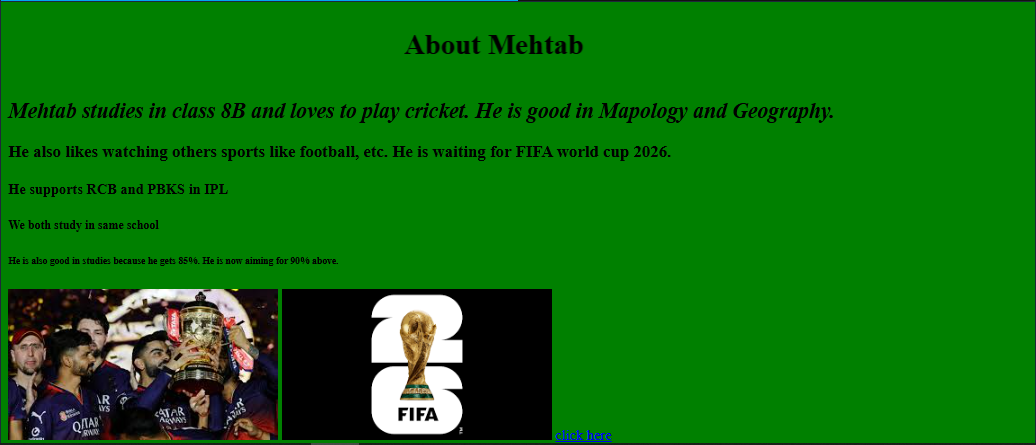 About Mehtab
Mehtab studies in class 8B and loves to play cricket. He is good in Mapology and Geography.
He also likes watching others sports like football, etc. He is waiting for FIFA world cup 2026.
He supports RCB and PBKS in IPL
We both study in same school
He is also good in studies because he gets 85%. He is now aiming for 90% above.
TATA
QATAR
QATAR
FIFA
TM
click here